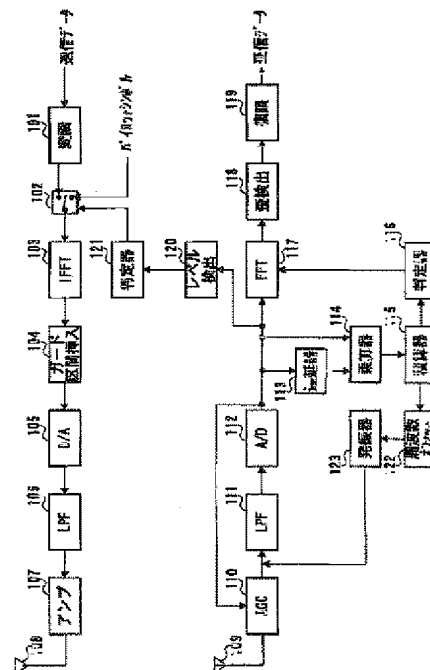 送信データ
101
変調
102
パイロットシンボル
103
IFFT
104
ガード
区間挿入
105
D/A
106
LPF
107
アンプ
108
受信データ
119
復調
118
117
FFT
120
レベル
検出
121
判定器
116
判定器
115
積算器
114
乗算器
113
遅延器
112
A/D
111
LPF
110
AGC
109
123
発振器
122
周波数